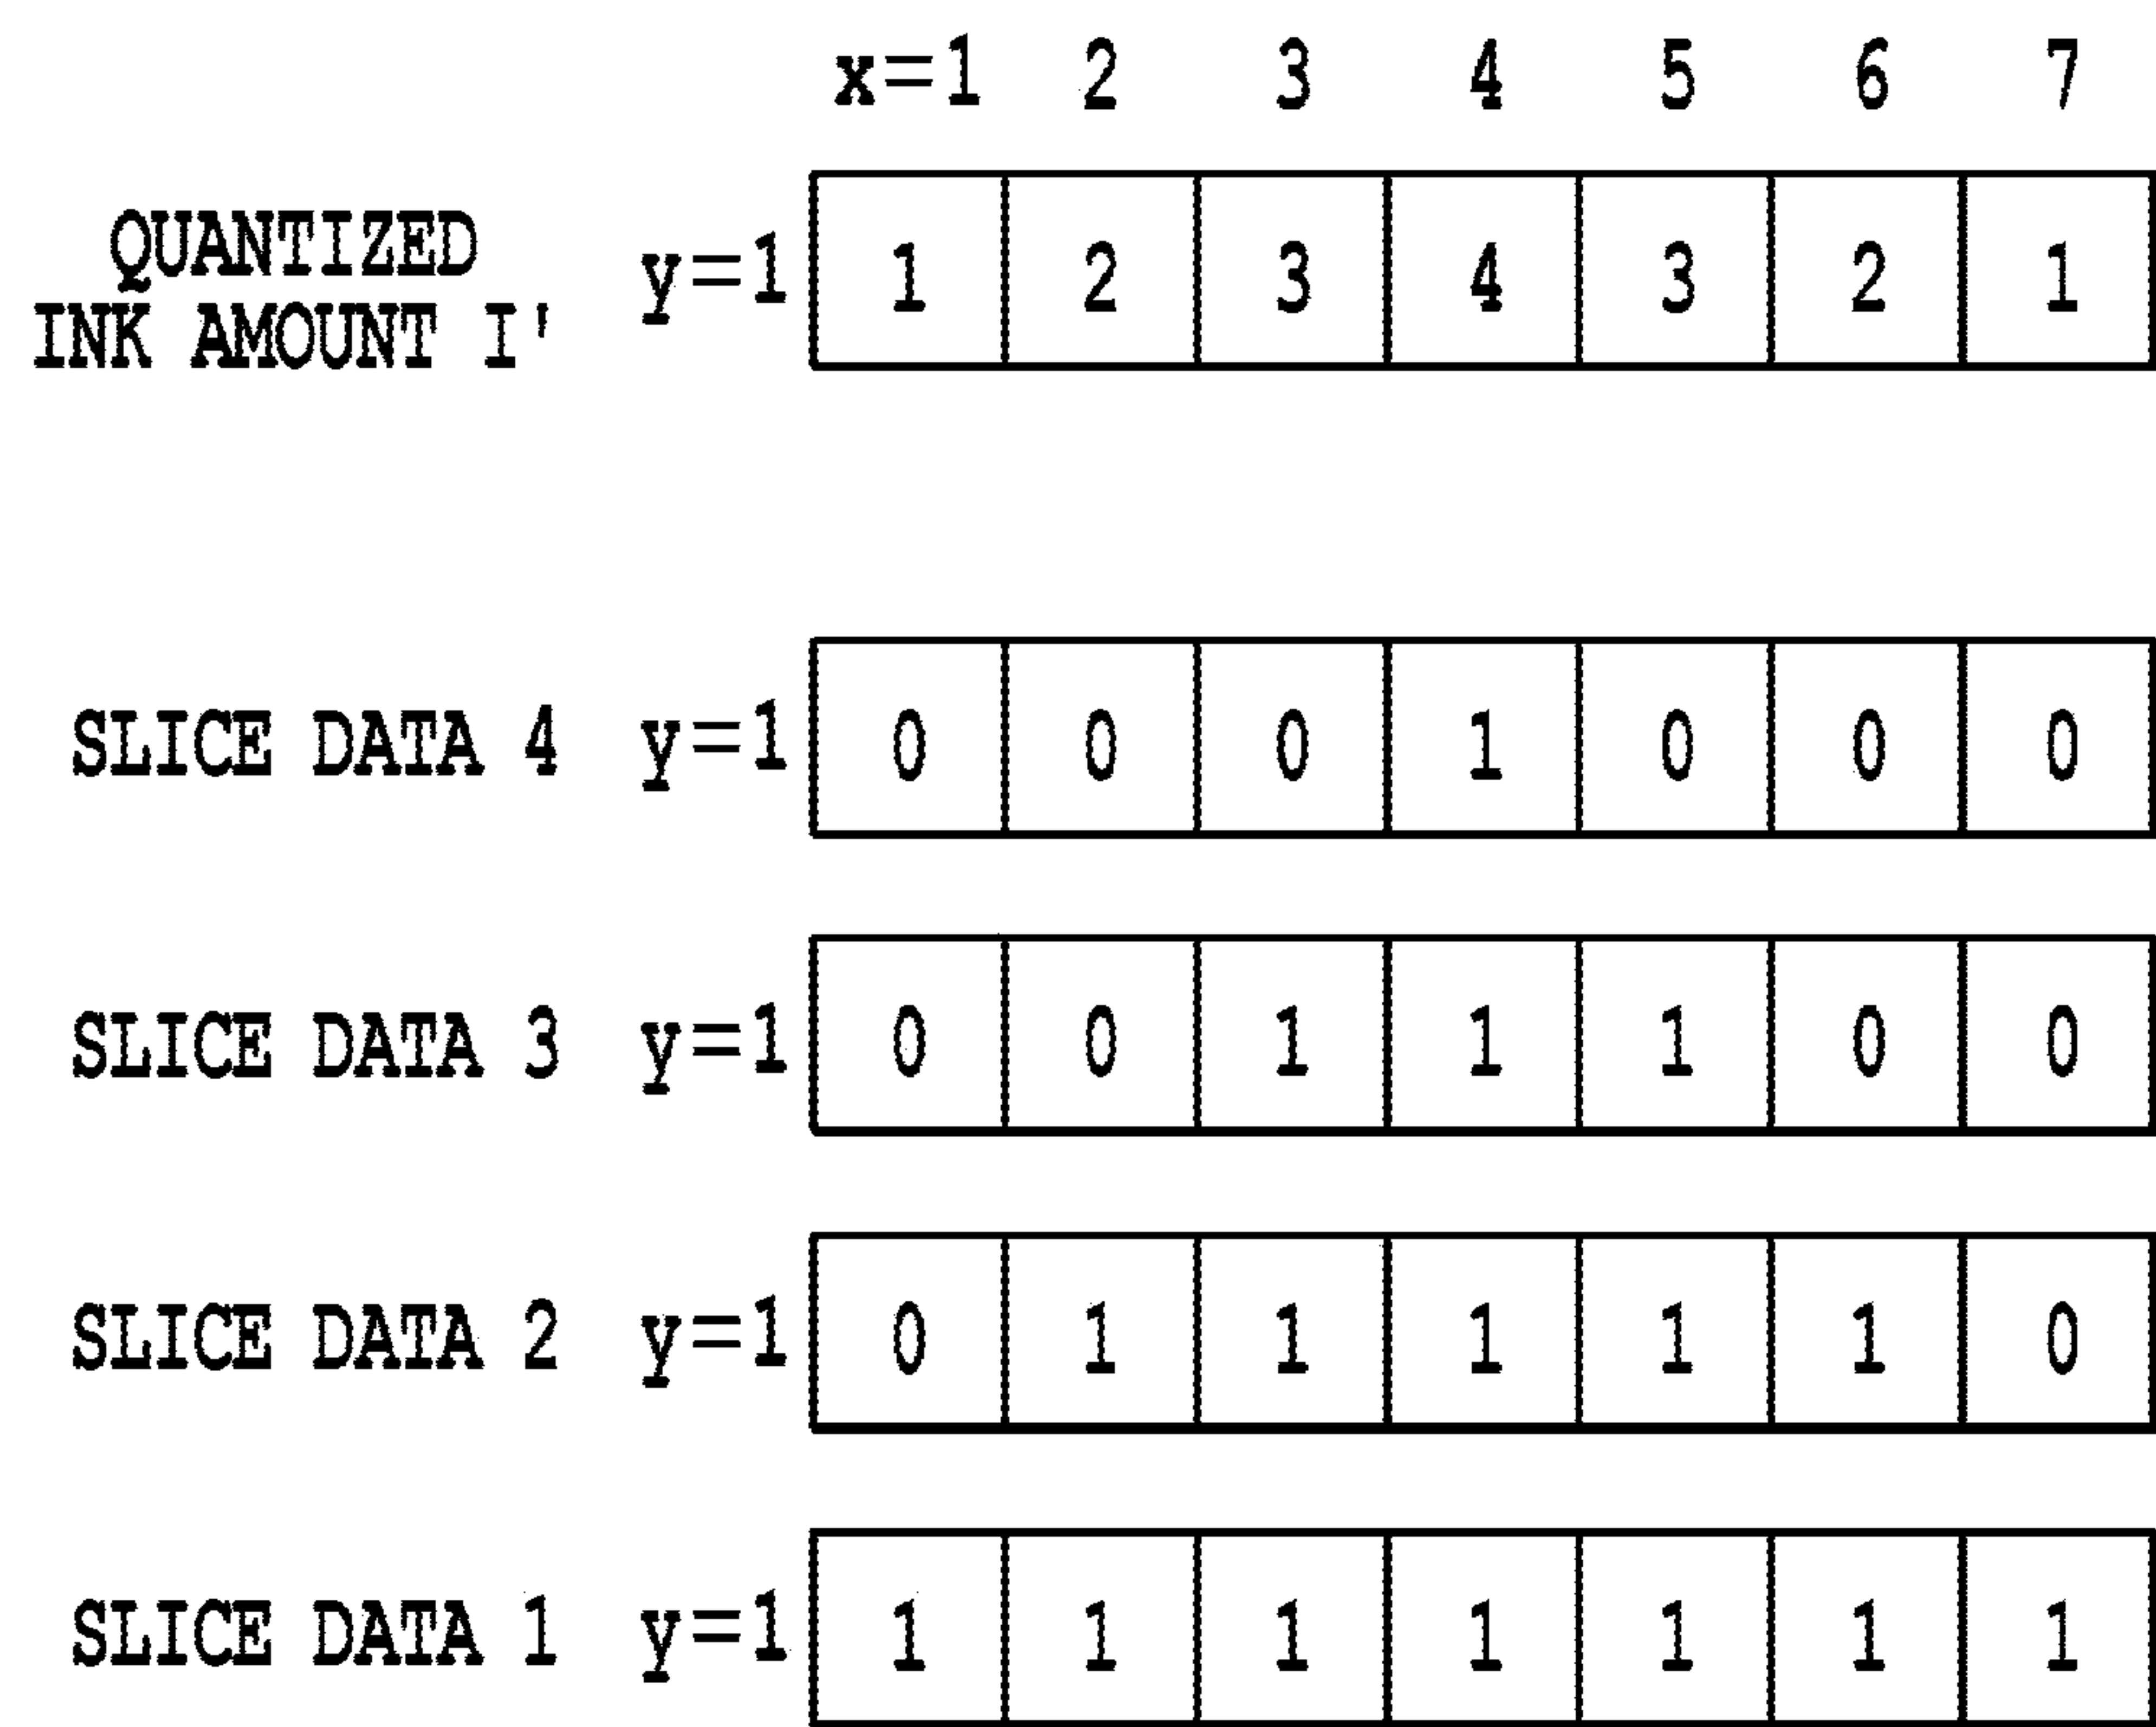 x=1 2 3 4 5 6 7
QUANTIZED
INK AMOUNT I' y=1 1 2 3 4 3 2 1
SLICE DATA 4 y=1 0 0 0 1 0 0 0
SLICE DATA 3 y=1 0 0 1 1 1 0 0
SLICE DATA 2 y=1 0 1 1 1 1 1 0
SLICE DATA 1 y=1 1 1 1 1 1 1 1